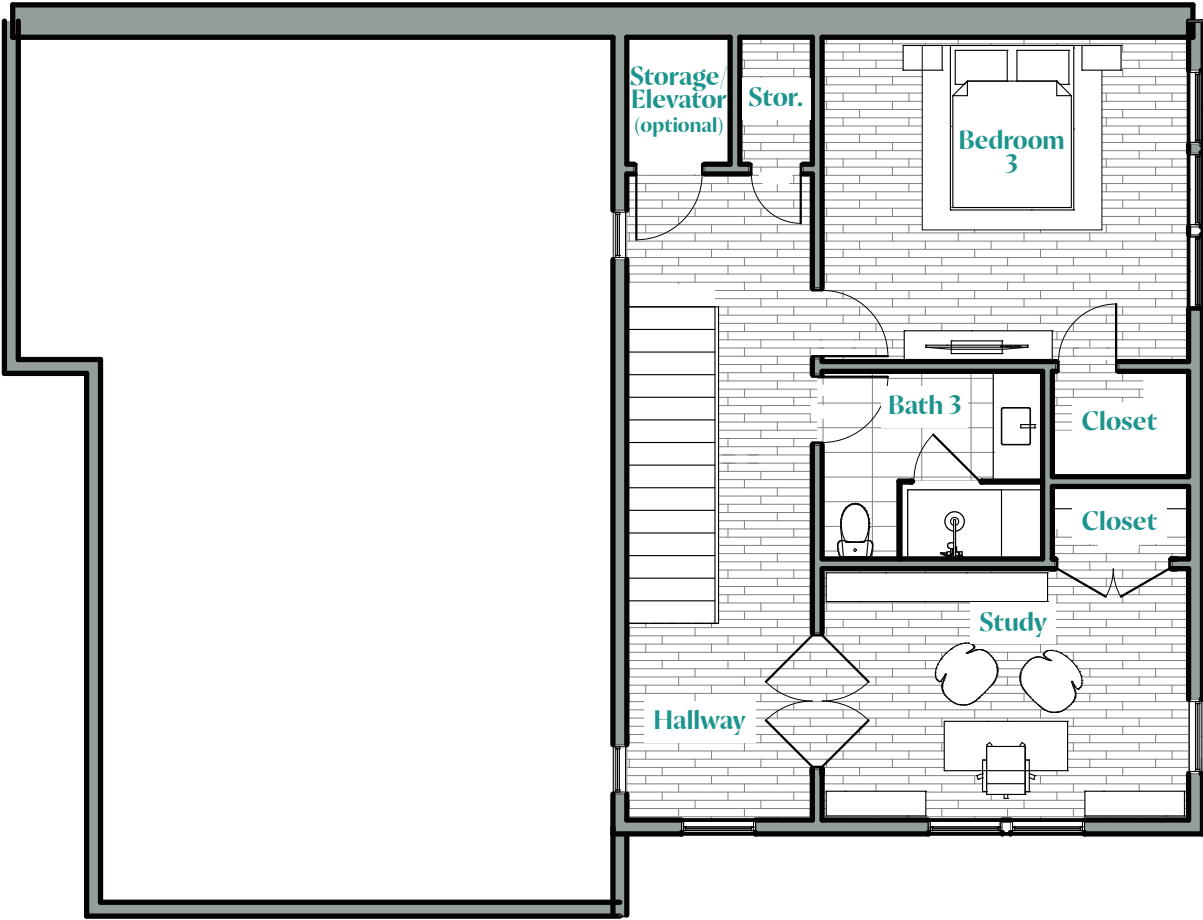 Storage/
Elevator
(optional)
Stor.
Bedroom
3
Bath 3
Closet
Closet
Study
Hallway